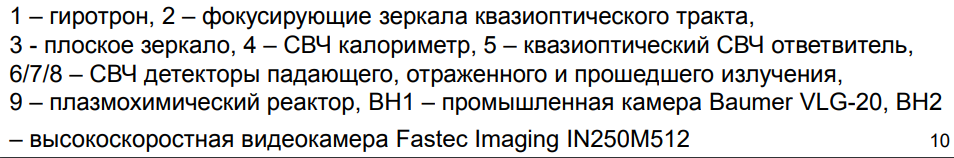 1 – гиротрон, 2 – фокусирующие зеркала квазиоптического тракта,
3 - плоское зеркало, 4 – СВЧ калориметр, 5 – квазиоптический СВЧ ответвитель,
6/7/8 – СВЧ детекторы падающего, отраженного и прошедшего излучения,
9 – плазмохимический реактор, ВН1 – промышленная камера Baumer VLG-20, ВН2
– высокоскоростная видеокамера Fastec Imaging IN250M512 10